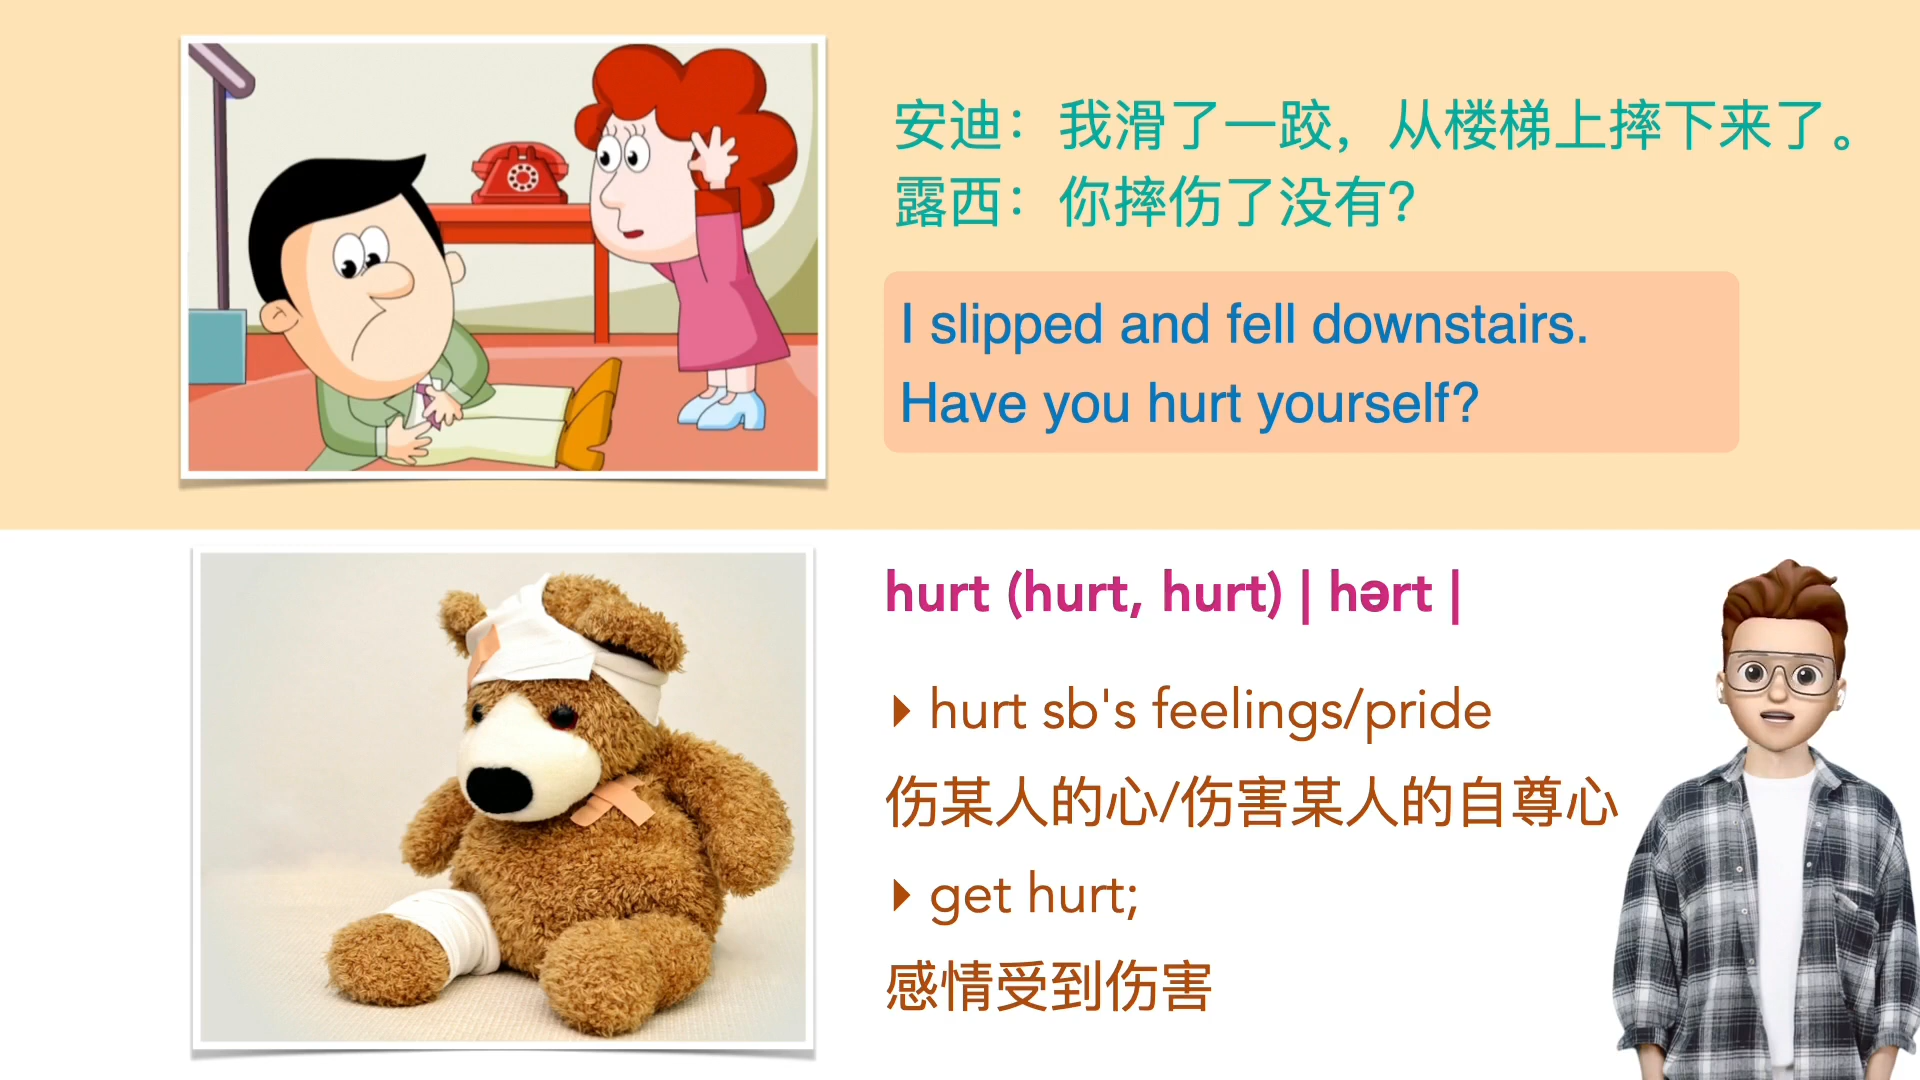 安迪：我滑了一跤，从楼梯上摔下来了。
露西：你摔伤了没有？
I slipped and fell downstairs.
Have you hurt yourself?
hurt (hurt, hurt) | hərt |
▸ hurt sb's feelings/pride
伤某人的心/伤害某人的自尊心
▸ get hurt;
感情受到伤害